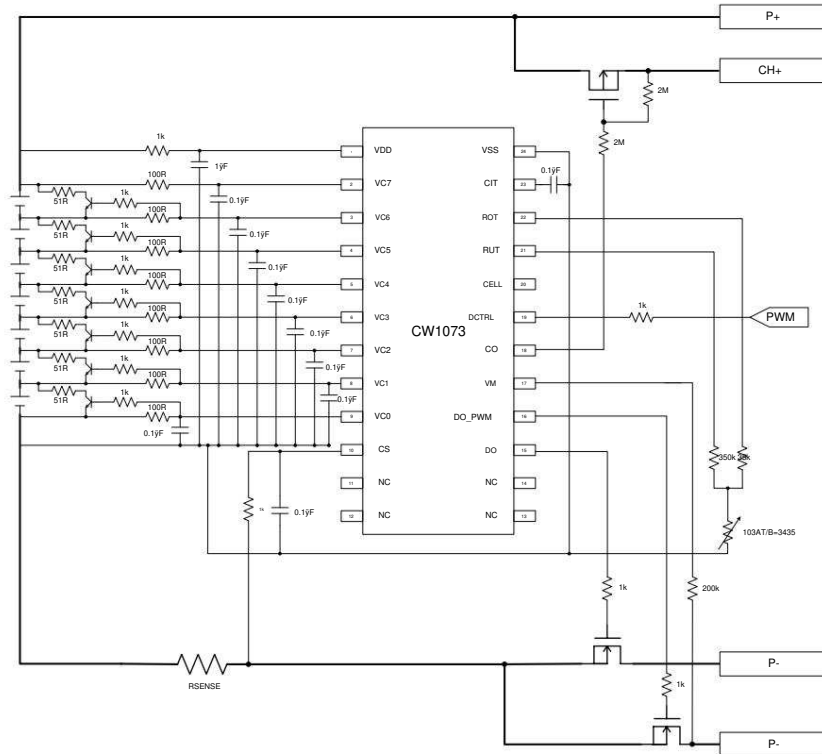 P+
CH+
2M
2M
1k
1ÿF
1 VDD
VSS 24
0.1ÿF
100R
2 VC7
CIT 23
51R
1k
0.1ÿF
100R
3 VC6
ROT 22
51R
1k
0.1ÿF
100R
4 VC5
RUT 21
51R
1k
0.1ÿF
100R
5 VC4
CELL 20
51R
1k
0.1ÿF
100R
6 VC3
DCTRL 19
1k
PWM
CW1073
51R
1k
0.1ÿF
100R
7 VC2
CO 18
51R
1k
0.1ÿF
100R
8 VC1
VM 17
51R
1k
0.1ÿF
100R
9 VC0
DO_PWM 16
0.1ÿF
10 CS
DO 15
350k
11 NC
NC 14
1k
0.1ÿF
12 NC
NC 13
103AT/B=3435
1k
200k
RSENSE
P-
1k
P-